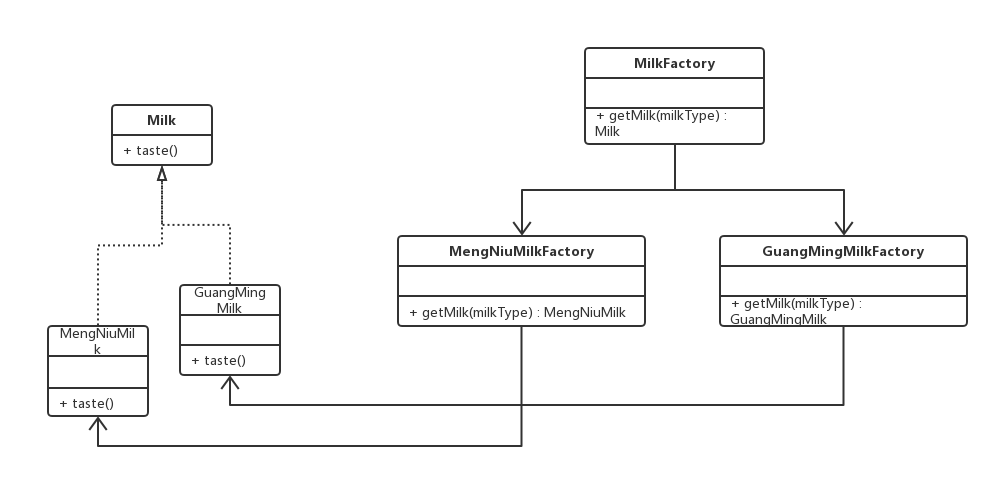 MilkFactory
+ getMilk(milkType) :
Milk
Milk
+ taste()
MengNiuMilkFactory
+ getMilk(milkType) : MengNiuMilk
GuangMingMilkFactory
+ getMilk(milkType) :
GuangMingMilk
GuangMing
Milk
+ taste()
MengNiuMil
k
+ taste()